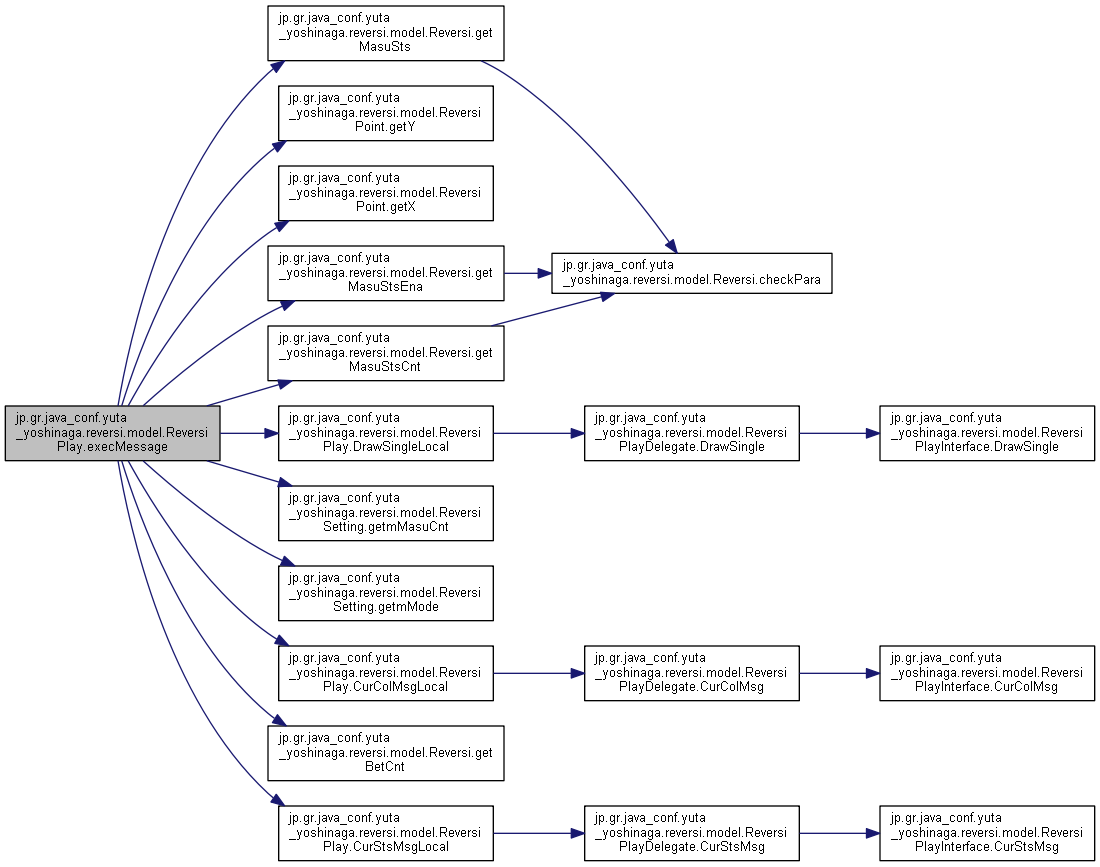 jp.gr.java_conf.yuta
_yoshinaga.reversi.model.Reversi.get
MasuSts
jp.gr.java_conf.yuta
_yoshinaga.reversi.model.Reversi
Point.getY
jp.gr.java_conf.yuta
_yoshinaga.reversi.model.Reversi
Point.getX
jp.gr.java_conf.yuta
_yoshinaga.reversi.model.Reversi.get
MasuStsEna
jp.gr.java_conf.yuta
_yoshinaga.reversi.model.Reversi.checkPara
jp.gr.java_conf.yuta
_yoshinaga.reversi.model.Reversi.get
MasuStsCnt
jp.gr.java_conf.yuta
_yoshinaga.reversi.model.Reversi
Play.execMessage
jp.gr.java_conf.yuta
_yoshinaga.reversi.model.Reversi
Play.DrawSingleLocal
jp.gr.java_conf.yuta
_yoshinaga.reversi.model.Reversi
PlayDelegate.DrawSingle
jp.gr.java_conf.yuta
_yoshinaga.reversi.model.Reversi
PlayInterface.DrawSingle
jp.gr.java_conf.yuta
_yoshinaga.reversi.model.Reversi
Setting.getmMasuCnt
jp.gr.java_conf.yuta
_yoshinaga.reversi.model.Reversi
Setting.getmMode
jp.gr.java_conf.yuta
_yoshinaga.reversi.model.Reversi
Play.CurColMsgLocal
jp.gr.java_conf.yuta
_yoshinaga.reversi.model.Reversi
PlayDelegate.CurColMsg
jp.gr.java_conf.yuta
_yoshinaga.reversi.model.Reversi
PlayInterface.CurColMsg
jp.gr.java_conf.yuta
_yoshinaga.reversi.model.Reversi.get
BetCnt
jp.gr.java_conf.yuta
_yoshinaga.reversi.model.Reversi
Play.CurStsMsgLocal
jp.gr.java_conf.yuta
_yoshinaga.reversi.model.Reversi
PlayDelegate.CurStsMsg
jp.gr.java_conf.yuta
_yoshinaga.reversi.model.Reversi
PlayInterface.CurStsMsg